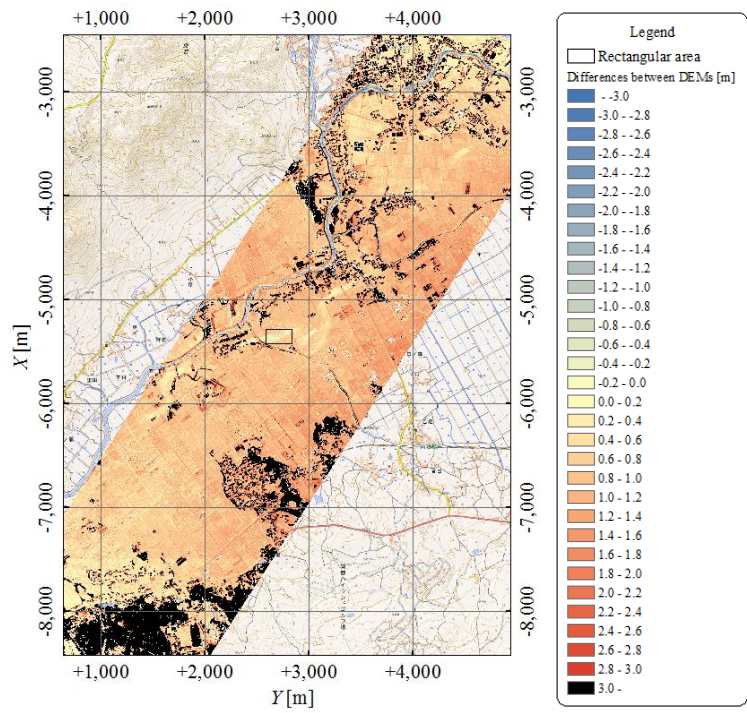 +1,000 +2,000 +3,000 +4,000
Legend
Rectangular area
Differences between DEMs [m]
- -3.0
-3.0 - -2.8
-2.8 - -2.6
-2.6 - -2.4
-2.4 - -2.2
-2.2 - -2.0
-2.0 - -1.8
-1.8 - -1.6
-1.6 - -1.4
-1.4 - -1.2
-1.2 - -1.0
-1.0 - -0.8
-0.8 - -0.6
-0.6 - -0.4
-0.4 - -0.2
-0.2 - 0.0
0.0 - 0.2
0.2 - 0.4
0.4 - 0.6
0.6 - 0.8
0.8 - 1.0
1.0 - 1.2
1.2 - 1.4
1.4 - 1.6
1.6 - 1.8
1.8 - 2.0
2.0 - 2.2
2.2 - 2.4
2.4 - 2.6
2.6 - 2.8
2.8 - 3.0
3.0 -
X [m]
-3,000 -3,000
-4,000 -4,000
-5,000 -5,000
-6,000 -6,000
-7,000 -7,000
-8,000 -8,000
+1,000 +2,000 +3,000 +4,000
Y [m]